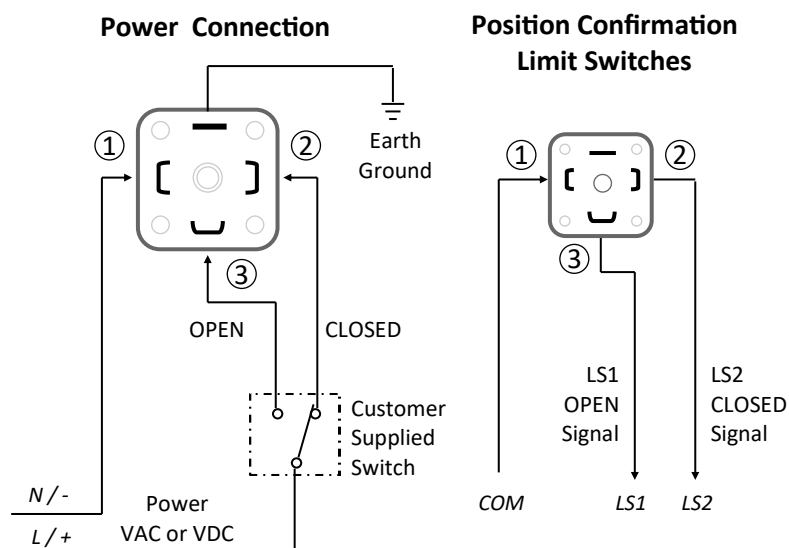 Power Connection
①
②
Earth
Ground
③
OPEN
CLOSED
Customer
Supplied
Switch
N / -
L / +
Power
VAC or VDC
Position Confirmation
Limit Switches
①
②
③
LS1
OPEN
Signal
LS2
CLOSED
Signal
COM
LS1
LS2